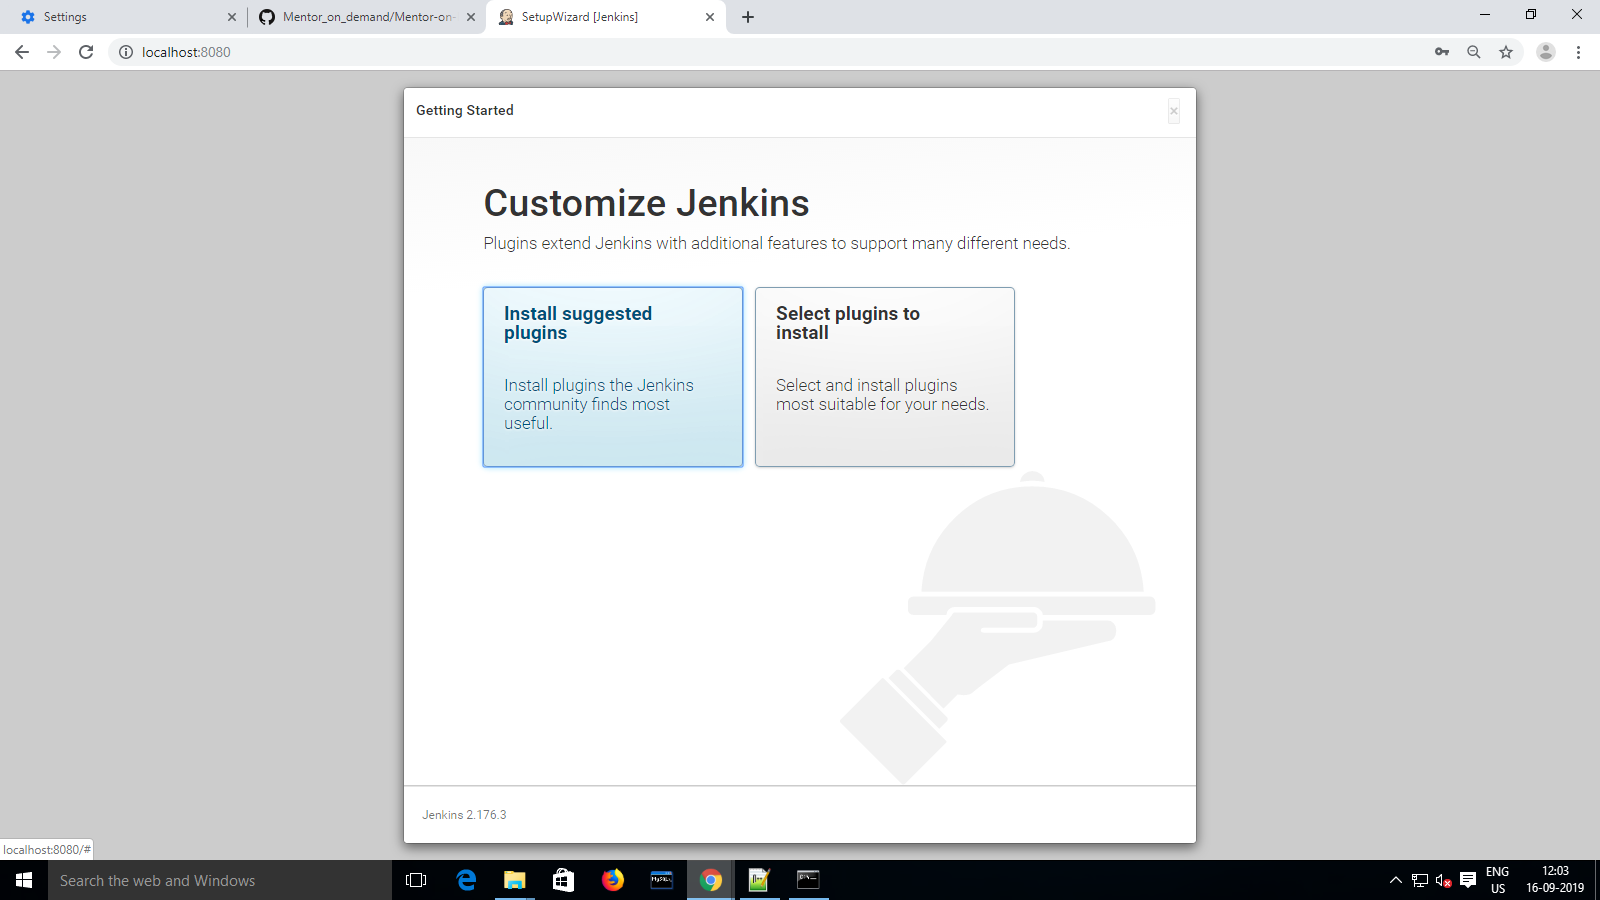 Settings
Mentor_on_demand/Mentor-on-
SetupWizard [Jenkins]
localhost:8080
Getting Started
Customize Jenkins
Plugins extend Jenkins with additional features to support many different needs.
Install suggested
plugins
Install plugins the Jenkins
community finds most
useful.
Select plugins to
install
Select and install plugins
most suitable for your needs.
Jenkins 2.176.3
localhost:8080/#
Search the web and Windows
ENG
US
12:03
16-09-2019